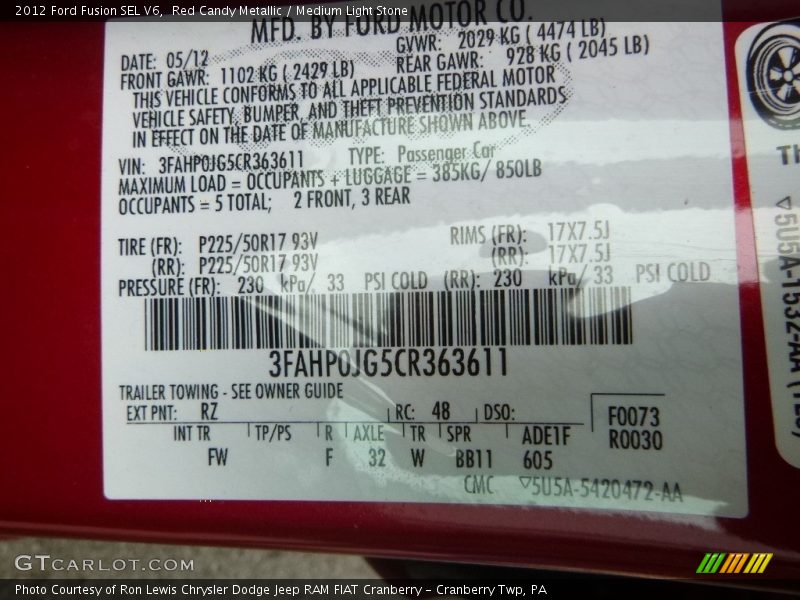 2012 Ford Fusion SEL V6,  Red Candy Metallic / Medium Light Stone
MFD. BY FORD MOTOR CO.
DATE: 05/12 GVWR: 2029 KG ( 4474 LB)
FRONT GAWR: 1102 KG ( 2429 LB) REAR GAWR: 928 KG ( 2045 LB)
THIS VEHICLE CONFORMS TO ALL APPLICABLE FEDERAL MOTOR
VEHICLE SAFETY, BUMPER, AND THEFT PREVENTION STANDARDS
IN EFFECT ON THE DATE OF MANUFACTURE SHOWN ABOVE.
VIN: 3FAHP0JG5CR363611 TYPE: Passenger Car
MAXIMUM LOAD = OCCUPANTS + LUGGAGE = 385KG/ 850LB
OCCUPANTS = 5 TOTAL; 2 FRONT, 3 REAR
TIRE (FR): P225/50R17 93V RIMS (FR): 17X7.5J
(RR): P225/50R17 93V (RR): 17X7.5J
PRESSURE (FR): 230 kPa/ 33 PSI COLD (RR): 230 kPa/ 33 PSI COLD
3FAHP0JG5CR363611
TRAILER TOWING - SEE OWNER GUIDE
EXT PNT: RZ RC: 48 DSO: F0073
INT TR TP/PS R AXLE TR SPR ADE1F R0030
FW F 32 W BB11 605
CMC ▽5U5A-5420472-AA
TH
▽5U5A-1532-AA
GTCARLOT.COM
Photo Courtesy of Ron Lewis Chrysler Dodge Jeep RAM FIAT Cranberry – Cranberry Twp, PA